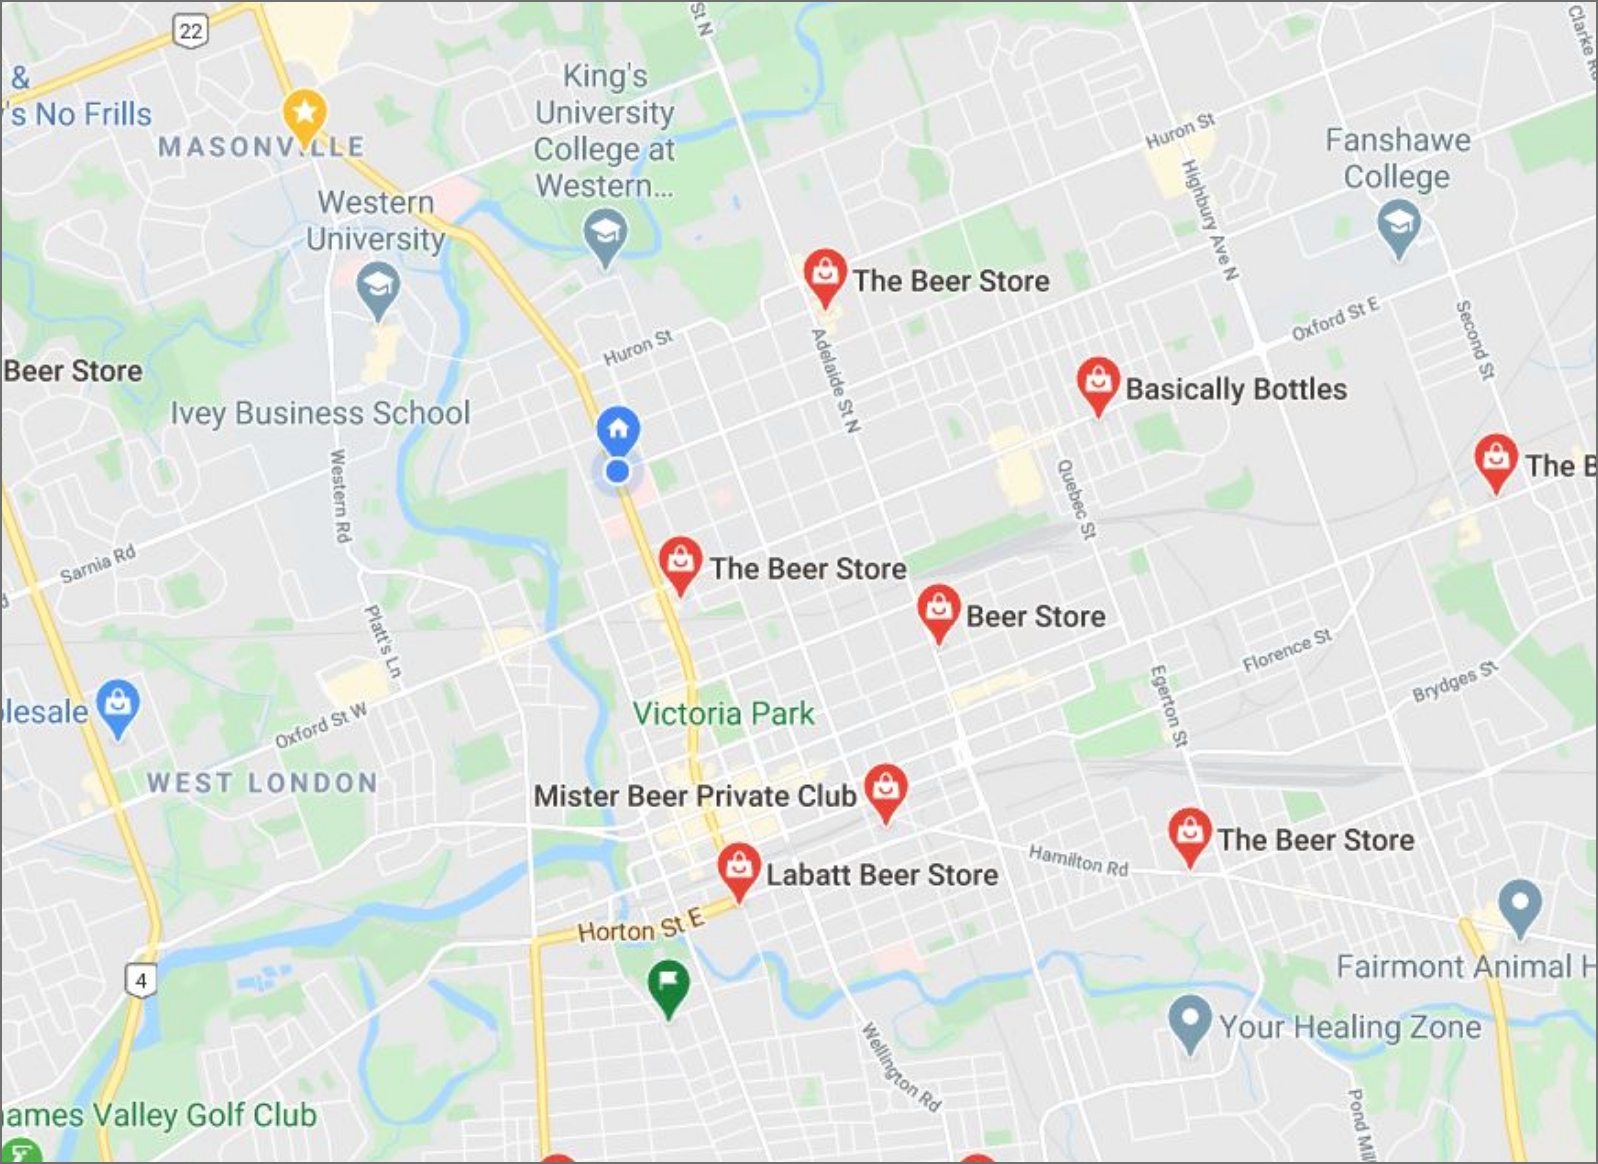 St N
Clarke Rd
22
&
's No Frills
MASONVILLE
King's
University
College at
Western...
Huron St
Fanshawe
College
Western
University
Highbury Ave N
The Beer Store
Oxford St E
Second St
Huron St
Adelaide St N
Beer Store
Basically Bottles
Ivey Business School
Western Rd
Quebec St
The B
Sarnia Rd
The Beer Store
Beer Store
Platt's Ln
Florence St
Brydges St
Egerton St
lesale
Oxford St W
Victoria Park
WEST LONDON
Mister Beer Private Club
The Beer Store
Hamilton Rd
Labatt Beer Store
Horton St E
4
Fairmont Animal H
Your Healing Zone
Wellington Rd
Pond Mill
ames Valley Golf Club